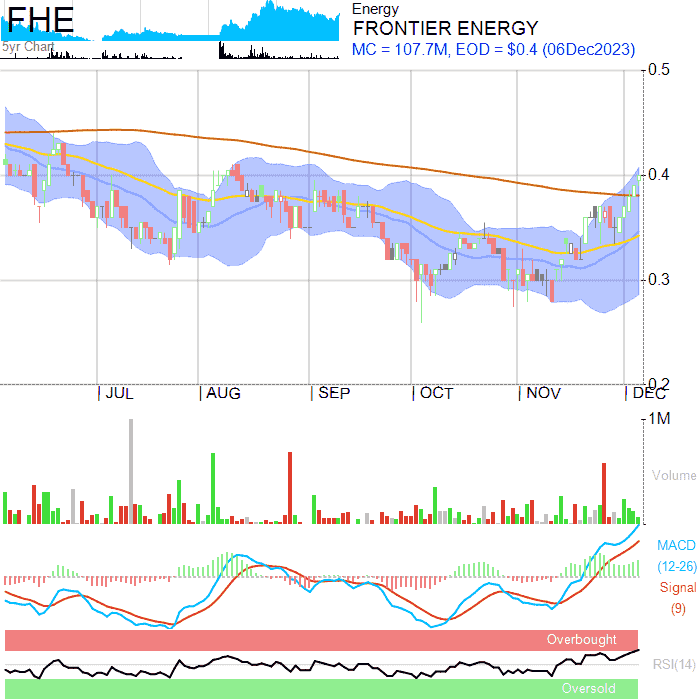 FHE
5yr Chart
Energy
FRONTIER ENERGY
MC = 107.7M, EOD = $0.4 (06Dec2023)
0.5
0.4
0.3
0.2
JUL AUG SEP OCT NOV DEC
1M
Volume
MACD
(12-26)
Signal
(9)
Overbought
RSI(14)
Oversold